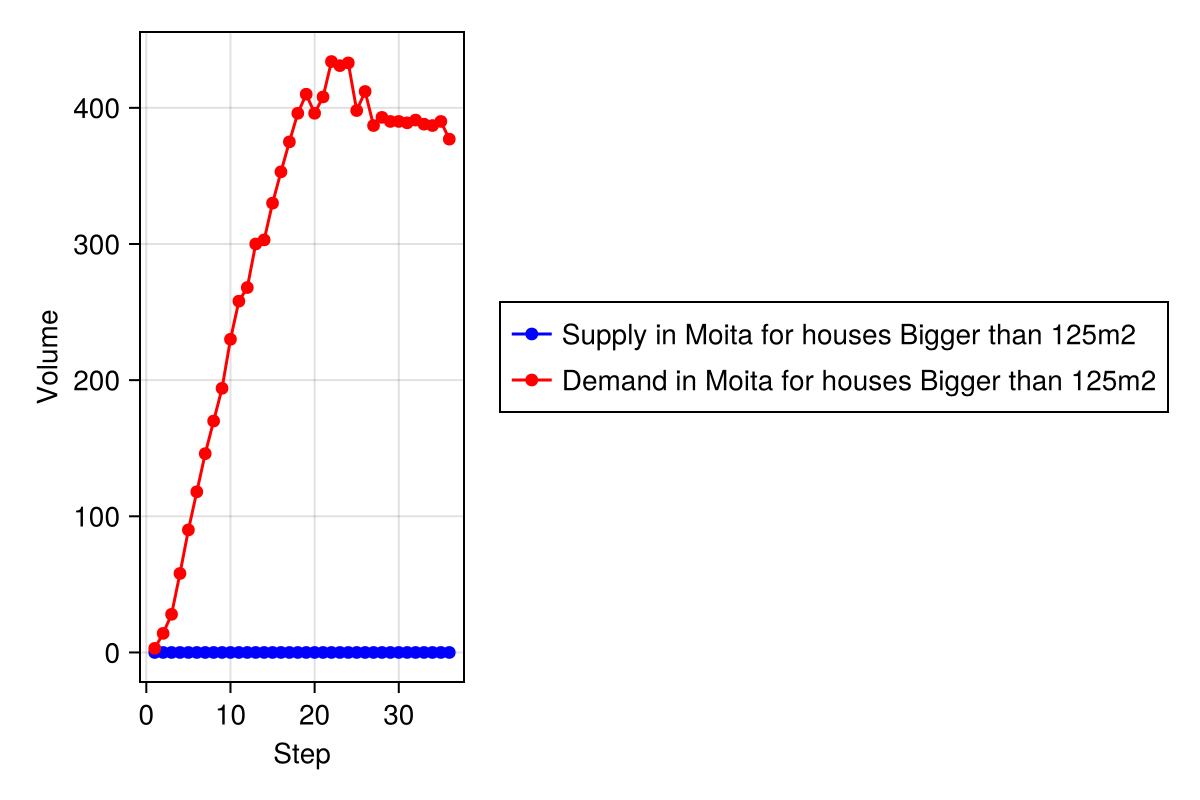 400
300
200
100
0
Volume
0 10 20 30
Step
Supply in Moita for houses Bigger than 125m2
Demand in Moita for houses Bigger than 125m2